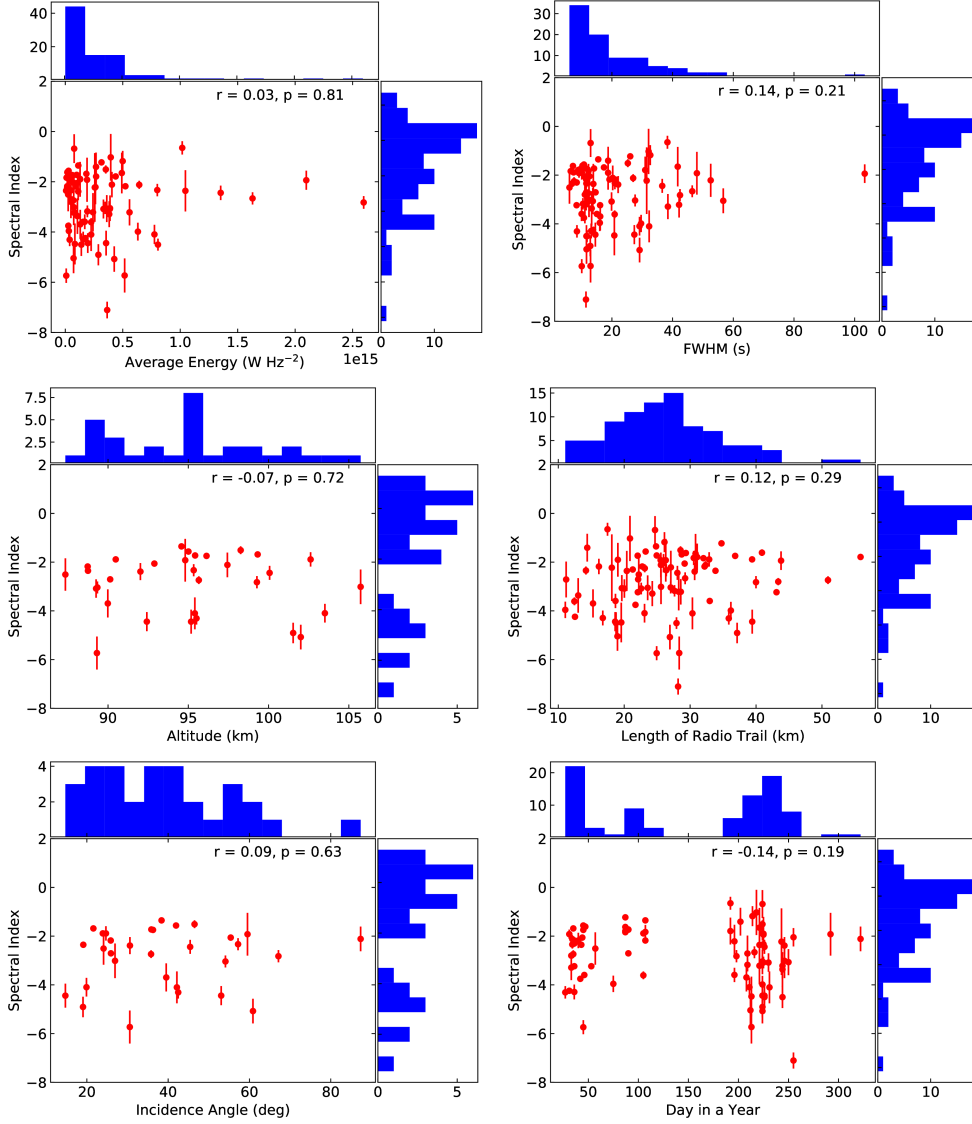 40
20
2
r = 0.03, p = 0.81
0
−2
−4
−6
−8
Spectral Index
0.0 0.5 1.0 1.5 2.0 2.5
1e15
Average Energy (W Hz⁻²)
0 10
30
20
10
2
r = 0.14, p = 0.21
0
−2
−4
−6
−8
Spectral Index
20 40 60 80 100
FWHM (s)
0 10
7.5
5.0
2.5
2
r = -0.07, p = 0.72
0
−2
−4
−6
−8
Spectral Index
90 95 100 105
Altitude (km)
0 5
15
10
5
2
r = 0.12, p = 0.29
0
−2
−4
−6
−8
Spectral Index
10 20 30 40 50
Length of Radio Trail (km)
0 10
4
2
0
2
r = 0.09, p = 0.63
0
−2
−4
−6
−8
Spectral Index
20 40 60 80
Incidence Angle (deg)
0 5
20
10
0
2
r = -0.14, p = 0.19
0
−2
−4
−6
−8
Spectral Index
50 100 150 200 250 300
Day in a Year
0 10